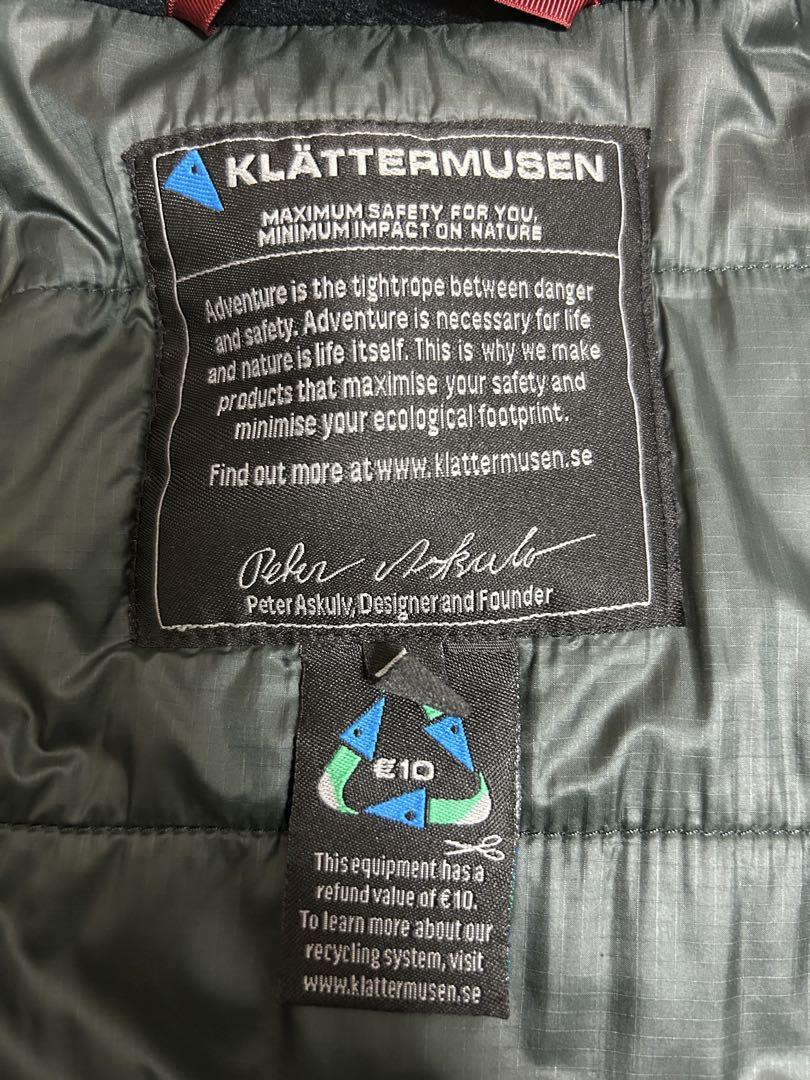 KLÄTTERMUSEN
MAXIMUM SAFETY FOR YOU,
MINIMUM IMPACT ON NATURE
Adventure is the tightrope between danger
and safety. Adventure is necessary for life
and nature is life itself. This is why we make
products that maximise your safety and
minimise your ecological footprint.
Find out more at www.klattermusen.se
Peter Askulv
Peter Askulv, Designer and Founder
€10
This equipment has a
refund value of €10.
To learn more about our
recycling system, visit
www.klattermusen.se